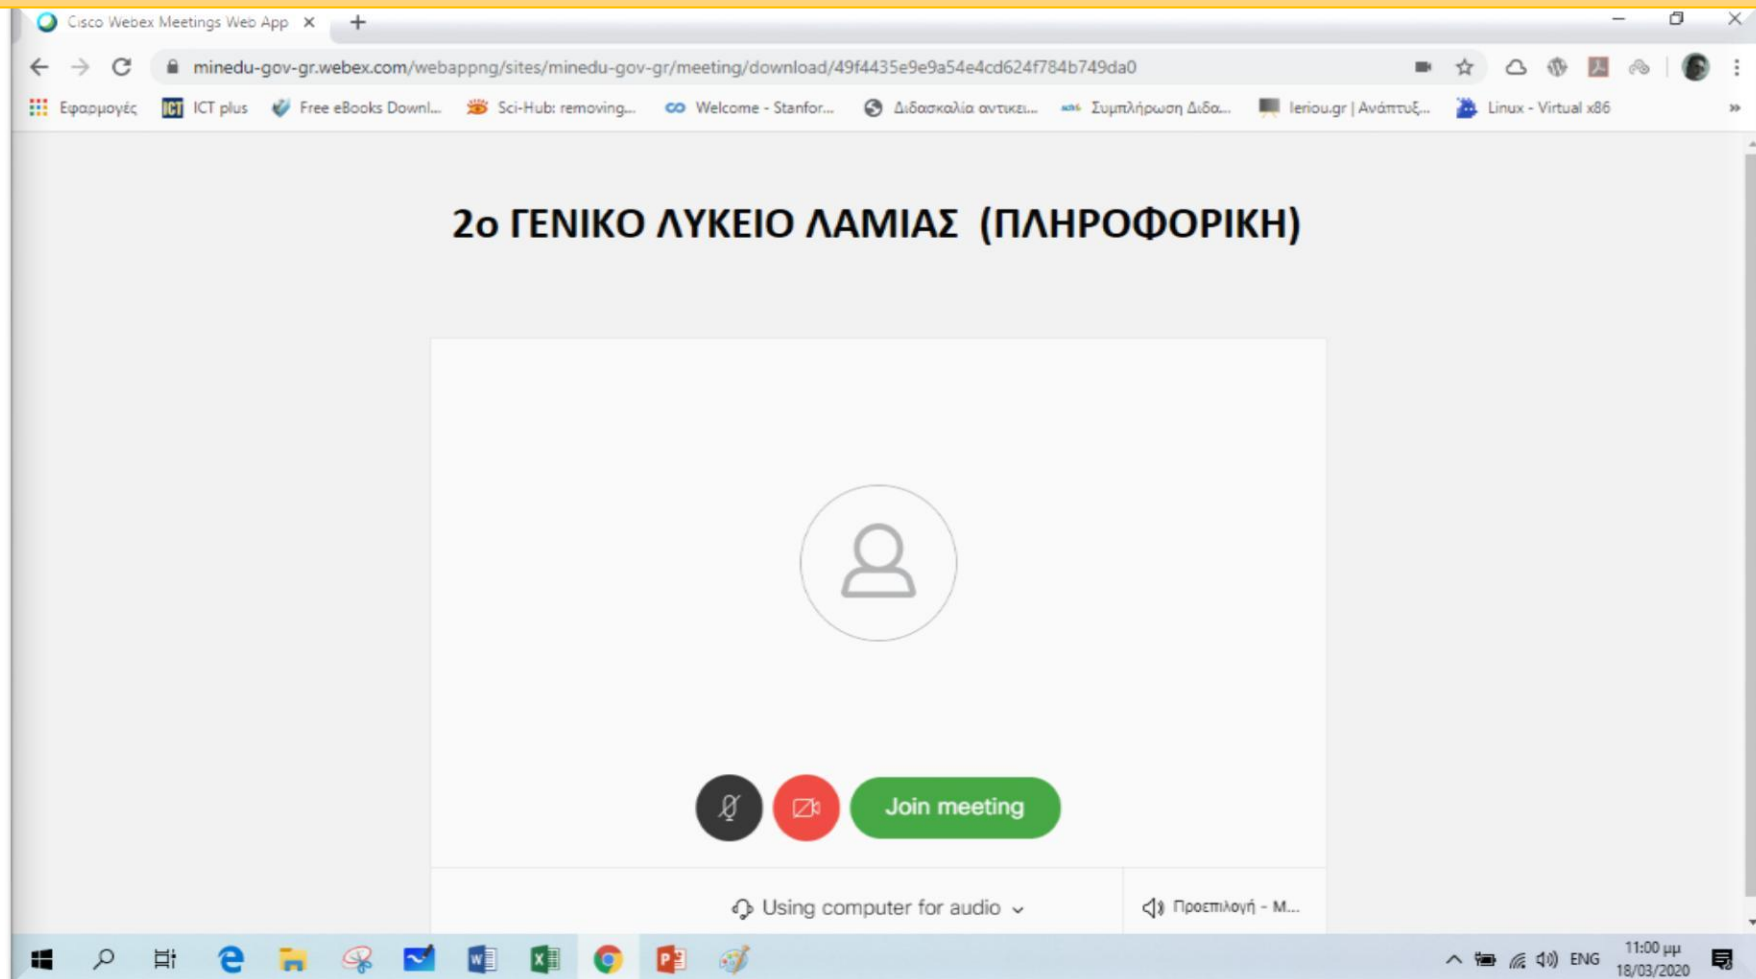 Cisco Webex Meetings Web App
minedu-gov-gr.webex.com/webappng/sites/minedu-gov-gr/meeting/download/49f4435e9e9a54e4cd624f784b749da0
Εφαρμογές ICT ICT plus Free eBooks Downl... Sci-Hub: removing... Welcome - Stanfor... Διδασκαλία αντικει... Συμπλήρωση Διδα... Ieriou.gr | Ανάπτυξ... Linux - Virtual x86
2ο ΓΕΝΙΚΟ ΛΥΚΕΙΟ ΛΑΜΙΑΣ (ΠΛΗΡΟΦΟΡΙΚΗ)
Join meeting
Using computer for audio
Προεπιλογή - Μ...
ENG
11:00 μμ
18/03/2020